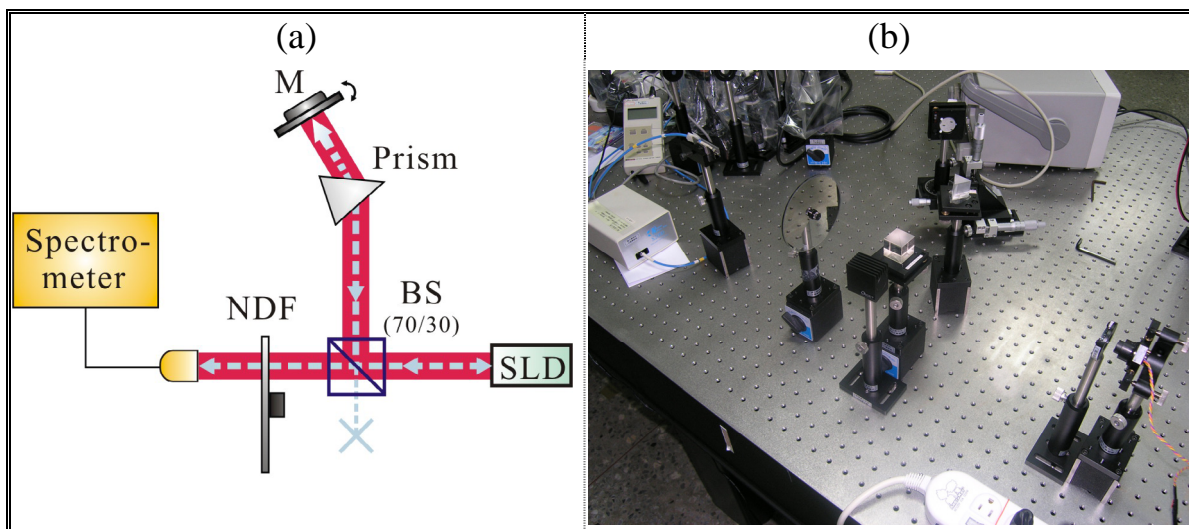 (a)
(b)
M
Prism
Spectro-
meter
NDF
BS
(70/30)
SLD